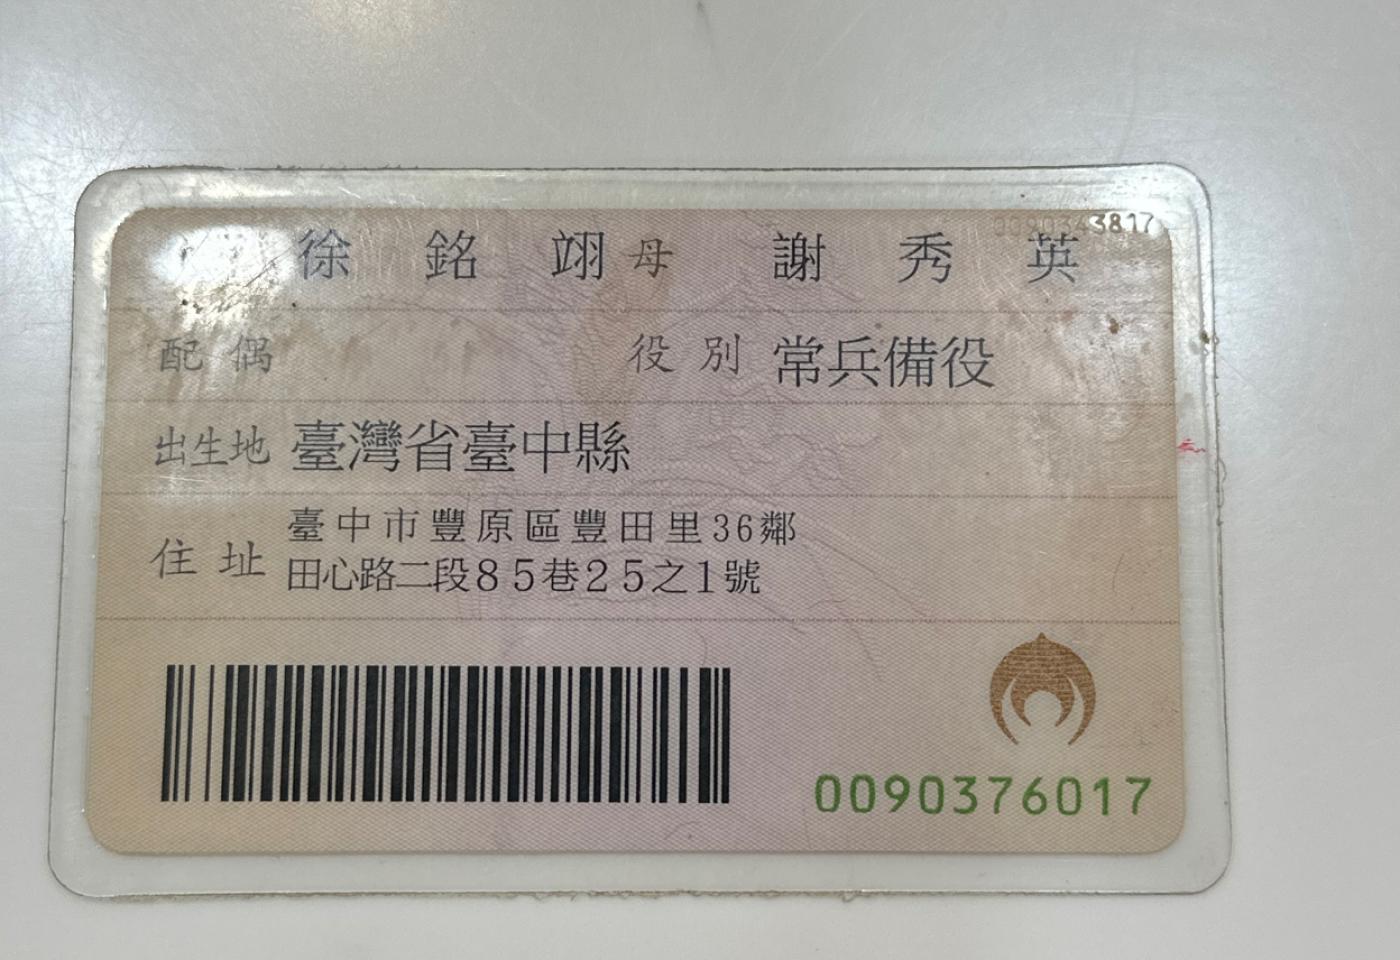 徐銘翊 母 謝秀英
配偶 役別 常兵備役
出生地 臺灣省臺中縣
住址 臺中市豐原區豐田里36鄰
田心路二段85巷25之1號
0090376017